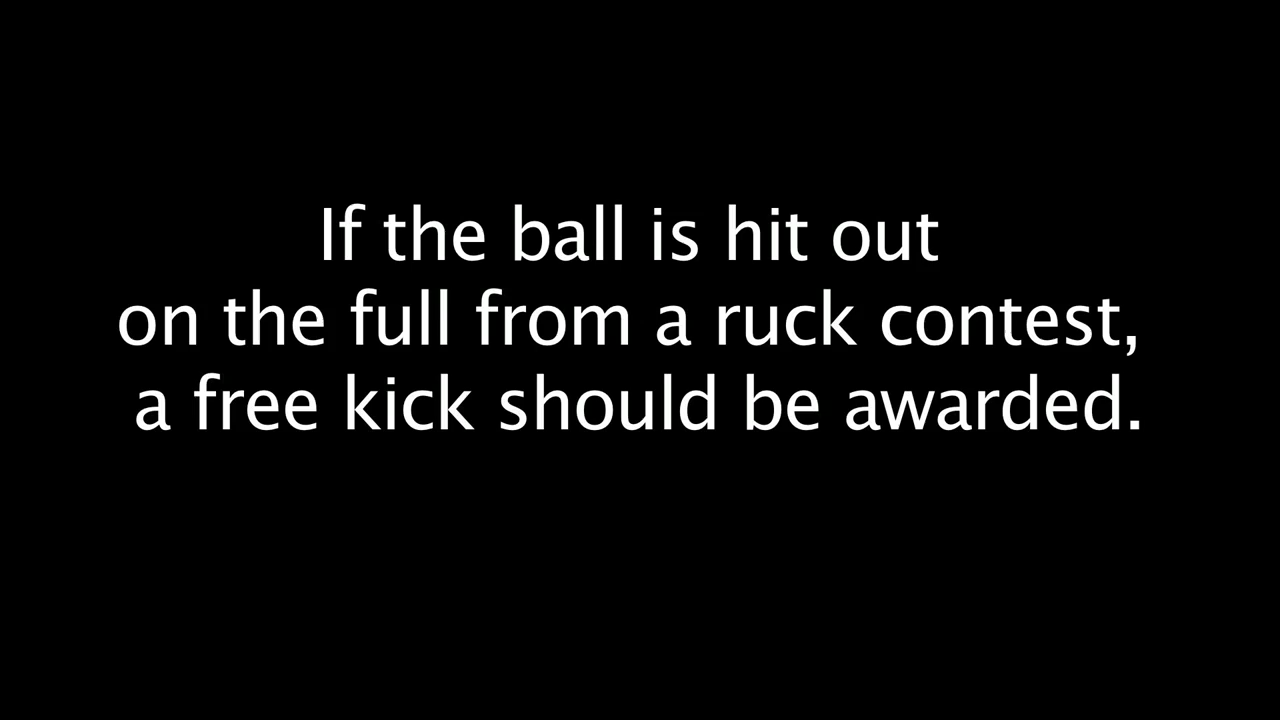 If the ball is hit out
on the full from a ruck contest,
a free kick should be awarded.